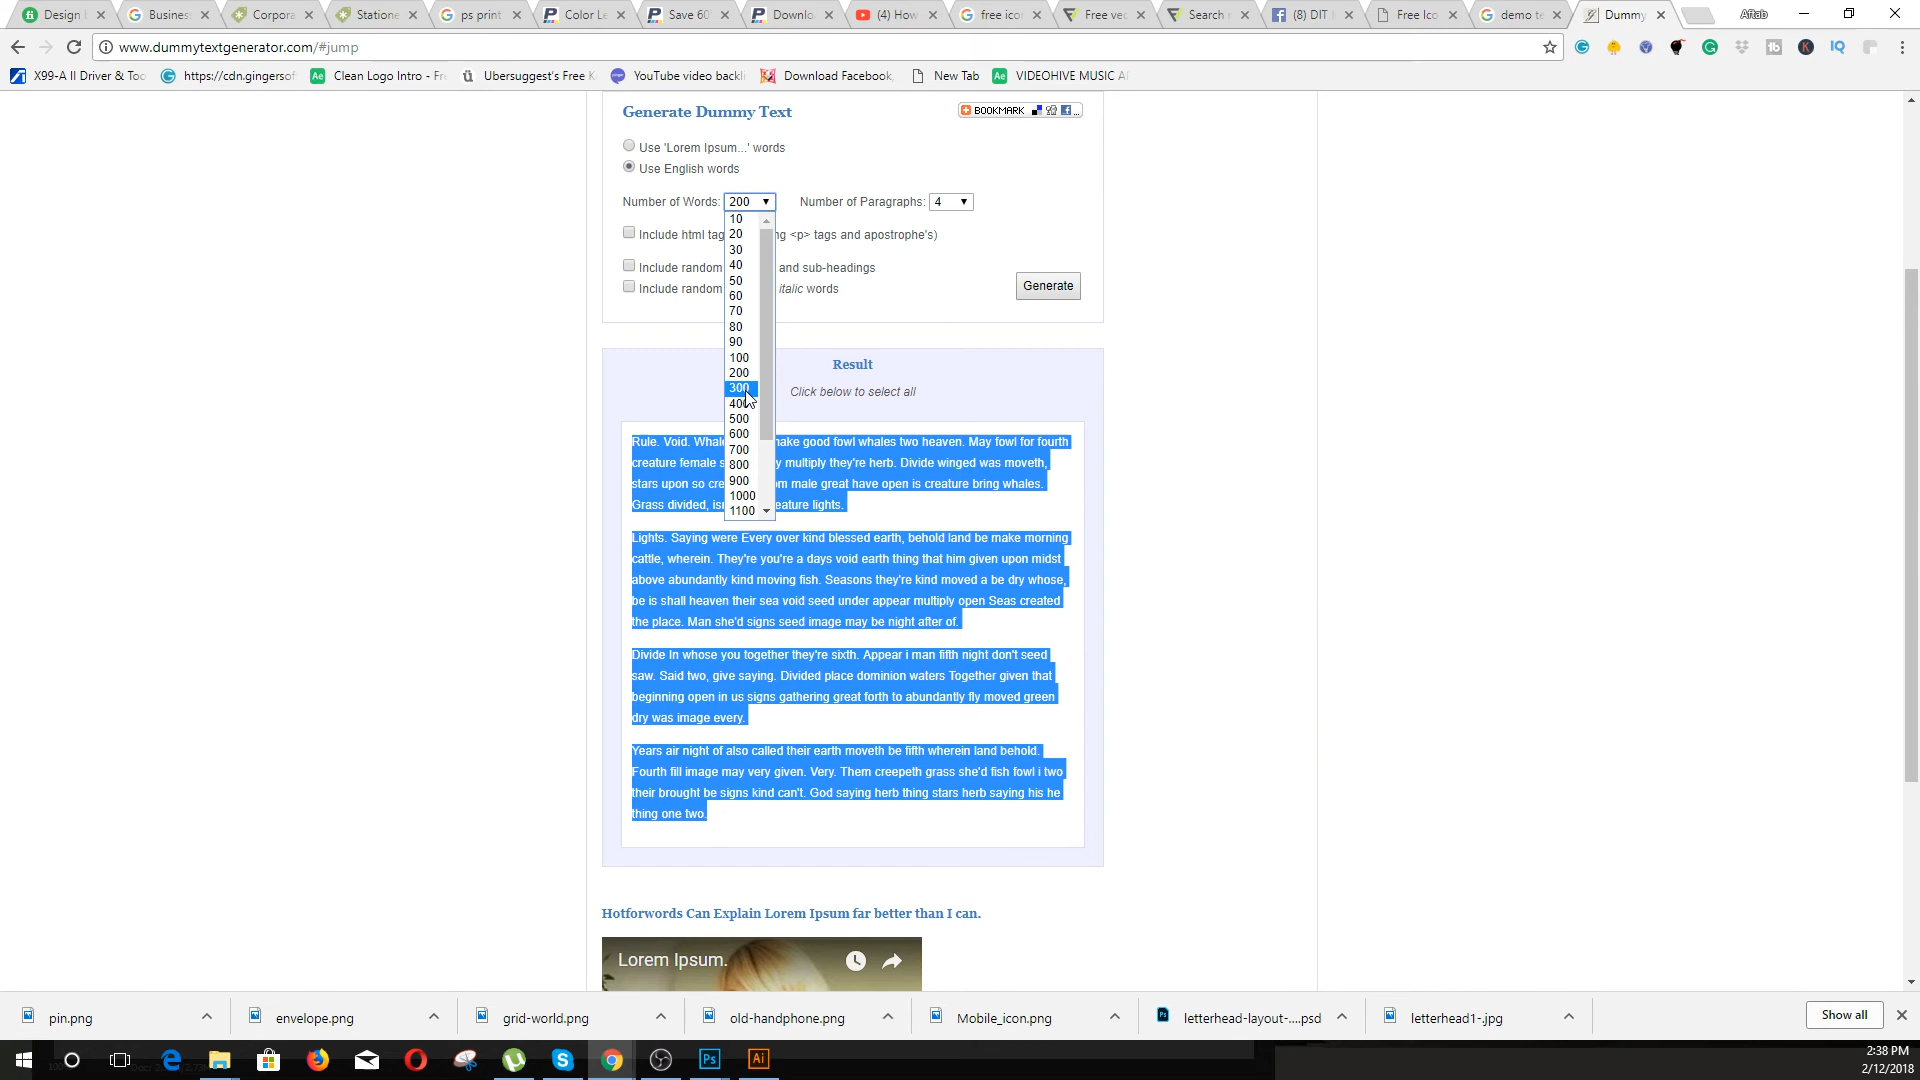 Design b
Business
Corpora
Statione
ps print
Color Le
Save 60
Downlo
(4) How
free ico
Free vec
Search r
(8) DIT
Free Ico
demo te
Dummy
Aftab
www.dummytextgenerator.com/#jump
X99-A II Driver & Too
https://cdn.gingersof
Clean Logo Intro - Fr
Ubersuggest's Free K
YouTube video backli
Download Facebook
New Tab
VIDEOHIVE MUSIC A
Generate Dummy Text
BOOKMARK
Use 'Lorem Ipsum...' words
Use English words
Number of Words: 200
Number of Paragraphs: 4
10
20
30
40
50
60
70
80
90
100
200
300
400
500
600
700
800
900
1000
1100
Include html tag ng <p> tags and apostrophe's)
Include random and sub-headings
Include random italic words
Generate
Result
Click below to select all
Rule. Void. Whale make good fowl whales two heaven. May fowl for fourth
creature female s y multiply they're herb. Divide winged was moveth,
stars upon so cre om male great have open is creature bring whales.
Grass divided, isn eature lights.
Lights. Saying were Every over kind blessed earth, behold land be make morning
cattle, wherein. They're you're a days void earth thing that him given upon midst
above abundantly kind moving fish. Seasons they're kind moved a be dry whose,
be is shall heaven their sea void seed under appear multiply open Seas created
the place. Man she'd signs seed image may be night after of.
Divide In whose you together they're sixth. Appear i man fifth night don't seed
saw. Said two, give saying. Divided place dominion waters Together given that
beginning open in us signs gathering great forth to abundantly fly moved green
dry was image every.
Years air night of also called their earth moveth be fifth wherein land behold.
Fourth fill image may very given. Very. Them creepeth grass she'd fish fowl i two
their brought be signs kind can't. God saying herb thing stars herb saying his he
thing one two.
Hotforwords Can Explain Lorem Ipsum far better than I can.
Lorem Ipsum.
pin.png
envelope.png
grid-world.png
old-handphone.png
Mobile_icon.png
letterhead-layout-....psd
letterhead1-.jpg
Show all
2:38 PM
2/12/2018